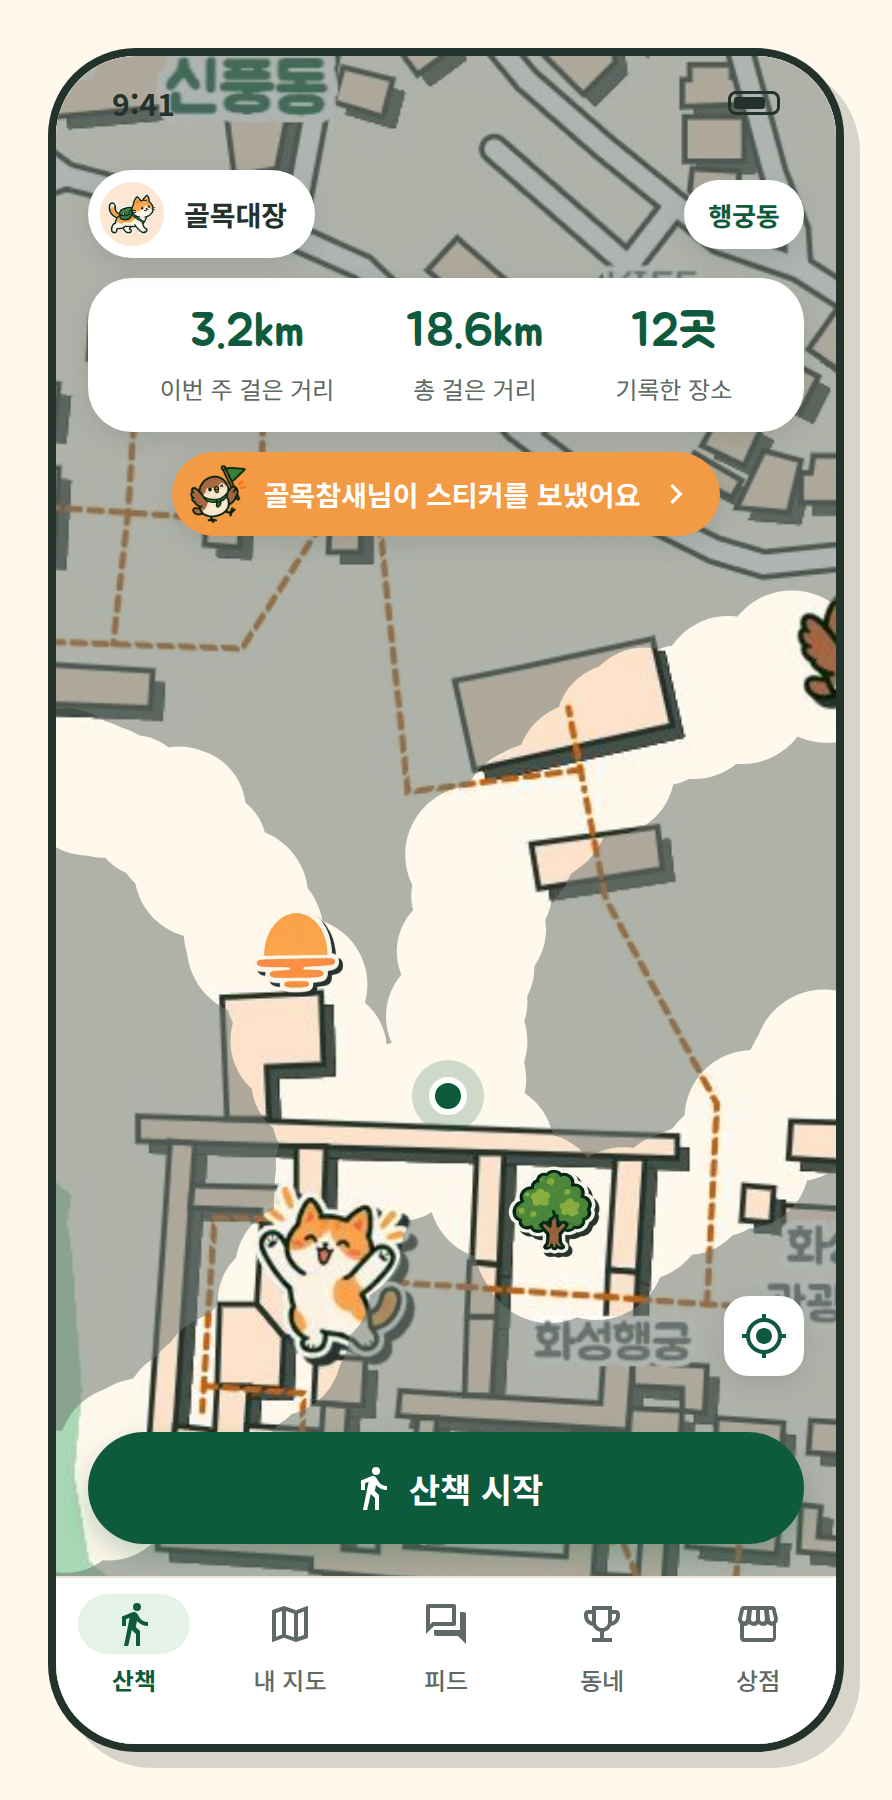 신풍동
9:41
골목대장
행궁동
3.2km
18.6km
12곳
이번 주 걸은 거리
총 걸은 거리
기록한 장소
골목참새님이 스티커를 보냈어요
화성행궁
산책 시작
산책
내 지도
피드
동네
상점